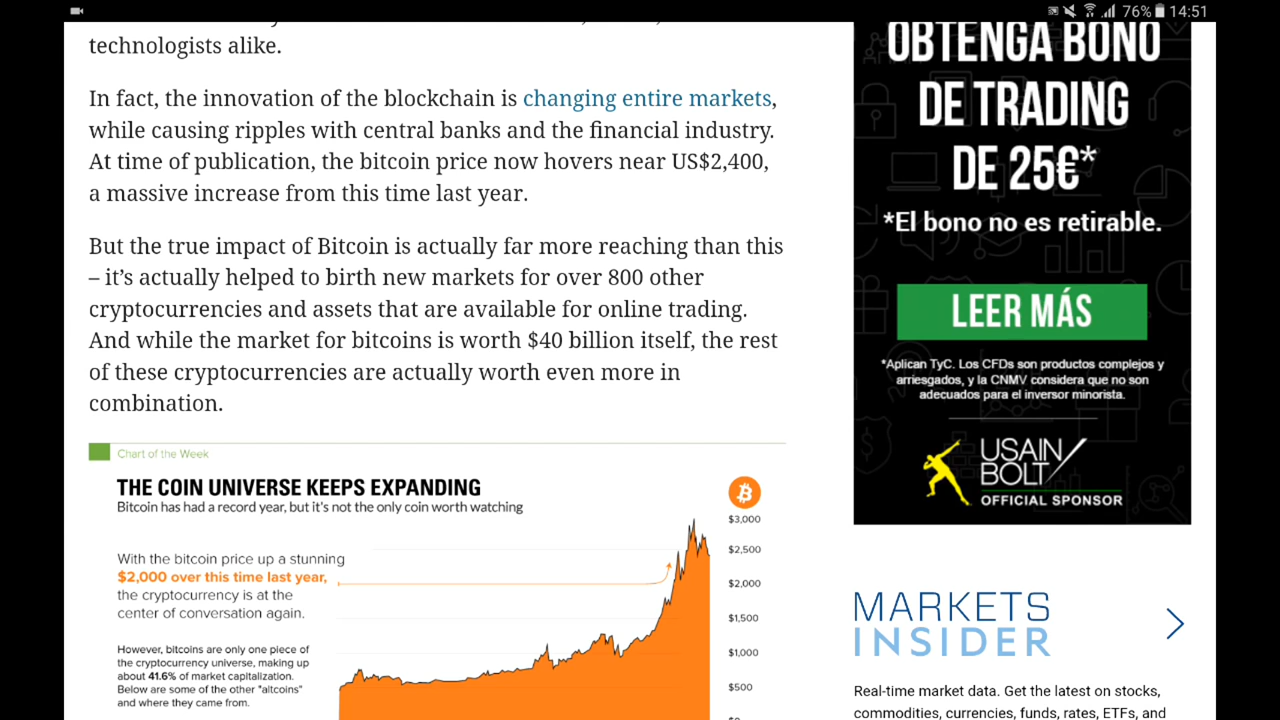 76% 14:51
technologists alike.
In fact, the innovation of the blockchain is changing entire markets,
while causing ripples with central banks and the financial industry.
At time of publication, the bitcoin price now hovers near US$2,400,
a massive increase from this time last year.
But the true impact of Bitcoin is actually far more reaching than this
– it’s actually helped to birth new markets for over 800 other
cryptocurrencies and assets that are available for online trading.
And while the market for bitcoins is worth $40 billion itself, the rest
of these cryptocurrencies are actually worth even more in
combination.
Chart of the Week
THE COIN UNIVERSE KEEPS EXPANDING
Bitcoin has had a record year, but it's not the only coin worth watching
With the bitcoin price up a stunning
$2,000 over this time last year,
the cryptocurrency is at the
center of conversation again.
However, bitcoins are only one piece of
the cryptocurrency universe, making up
about 41.6% of market capitalization.
Below are some of the other "altcoins"
and where they came from.
$3,000
$2,500
$2,000
$1,500
$1,000
$500
OBTENGA BONO
DE TRADING
DE 25€*
*El bono no es retirable.
LEER MÁS
*Aplican TyC. Los CFDs son productos complejos y
arriesgados, y la CNMV considera que no son
adecuados para el inversor minorista.
USAIN
BOLT
OFFICIAL SPONSOR
MARKETS
INSIDER
Real-time market data. Get the latest on stocks,
commodities, currencies, funds, rates, ETFs, and